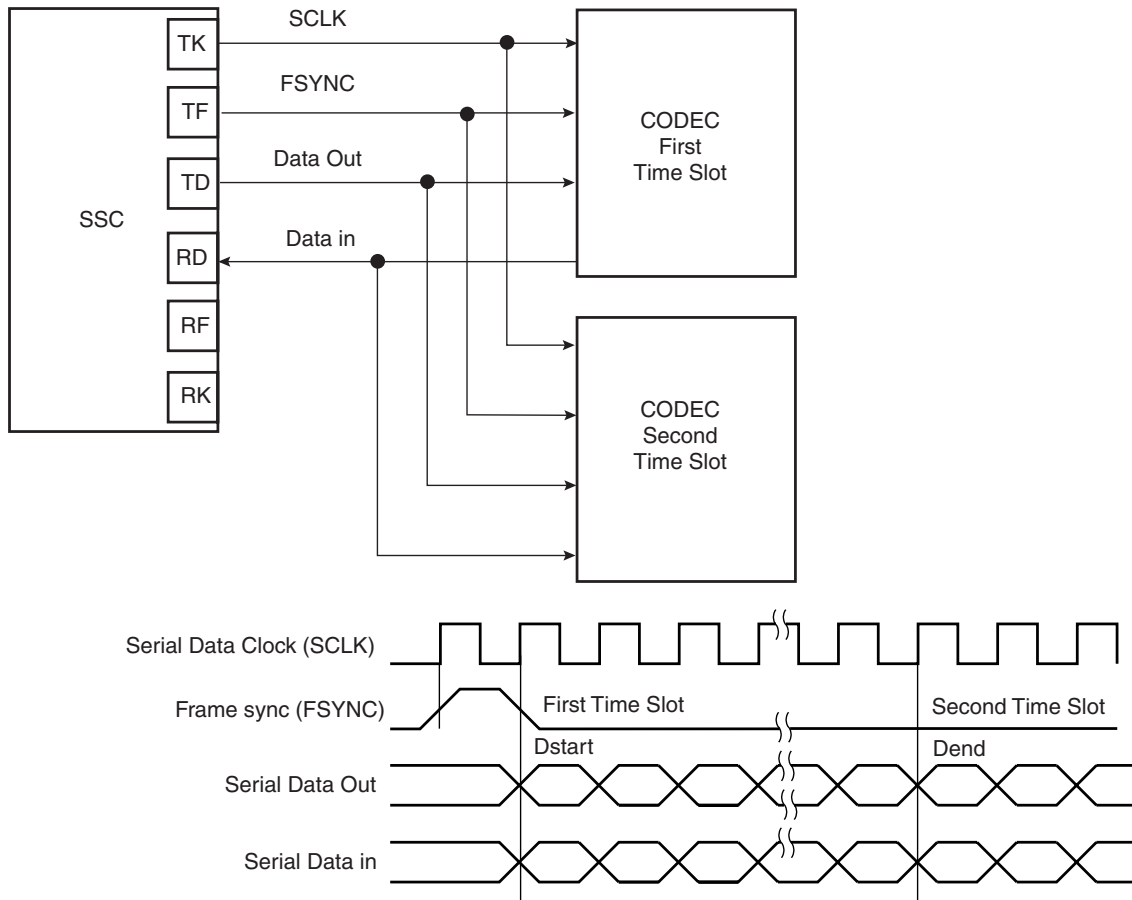 SSC
TK
TF
TD
RD
RF
RK
SCLK
FSYNC
Data Out
Data in
CODEC
First
Time Slot
CODEC
Second
Time Slot
Serial Data Clock (SCLK)
Frame sync (FSYNC)
First Time Slot
Second Time Slot
Dstart
Dend
Serial Data Out
Serial Data in